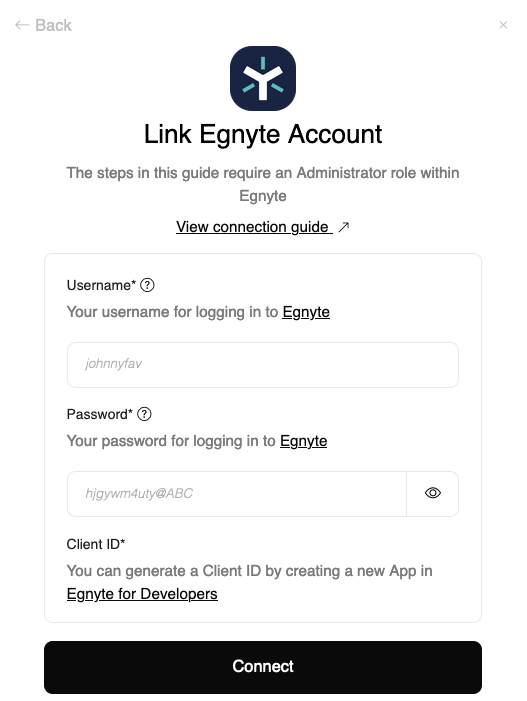 ← Back
×
Link Egnyte Account
The steps in this guide require an Administrator role within
Egnyte
View connection guide ↗
Username* ?
Your username for logging in to Egnyte
johnnyfav
Password* ?
Your password for logging in to Egnyte
hjgywm4uty@ABC
Client ID*
You can generate a Client ID by creating a new App in
Egnyte for Developers
Connect